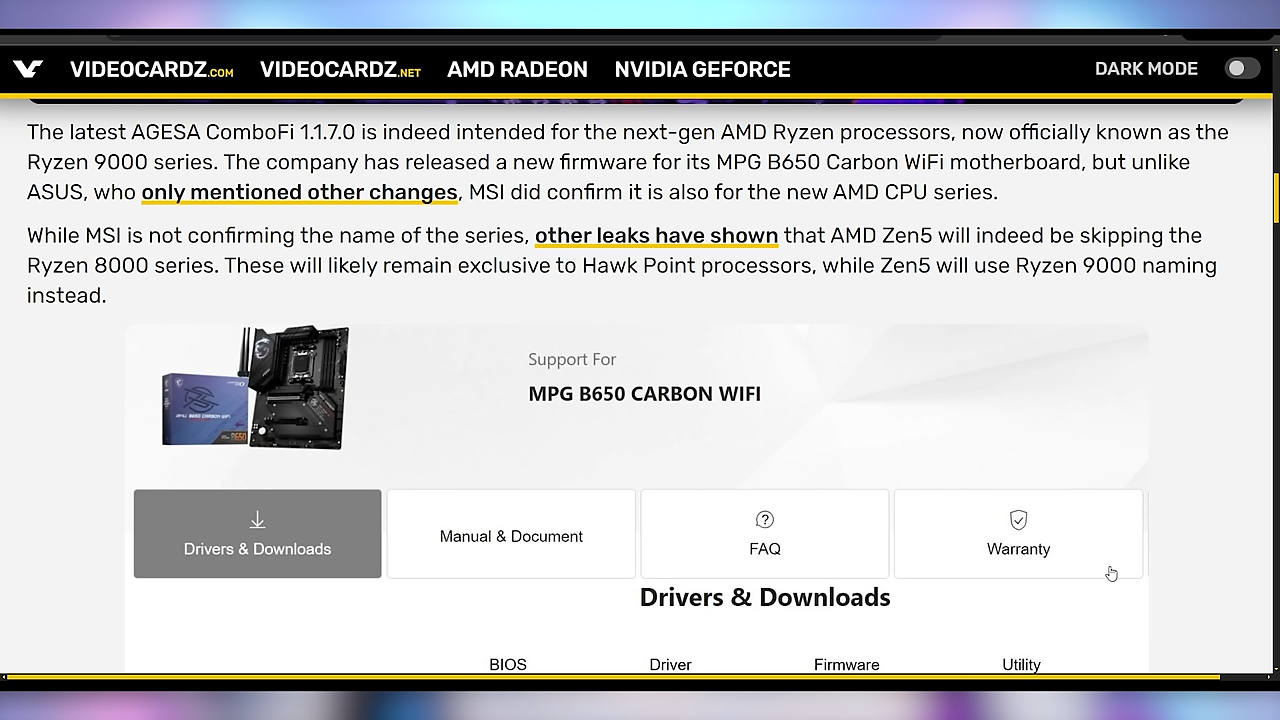 VIDEOCARDZ.COM VIDEOCARDZ.NET AMD RADEON NVIDIA GEFORCE DARK MODE
The latest AGESA ComboFi 1.1.7.0 is indeed intended for the next-gen AMD Ryzen processors, now officially known as the
Ryzen 9000 series. The company has released a new firmware for its MPG B650 Carbon WiFi motherboard, but unlike
ASUS, who only mentioned other changes, MSI did confirm it is also for the new AMD CPU series.
While MSI is not confirming the name of the series, other leaks have shown that AMD Zen5 will indeed be skipping the
Ryzen 8000 series. These will likely remain exclusive to Hawk Point processors, while Zen5 will use Ryzen 9000 naming
instead.
Support For
MPG B650 CARBON WIFI
Drivers & Downloads
Manual & Document
FAQ
Warranty
Drivers & Downloads
BIOS Driver Firmware Utility